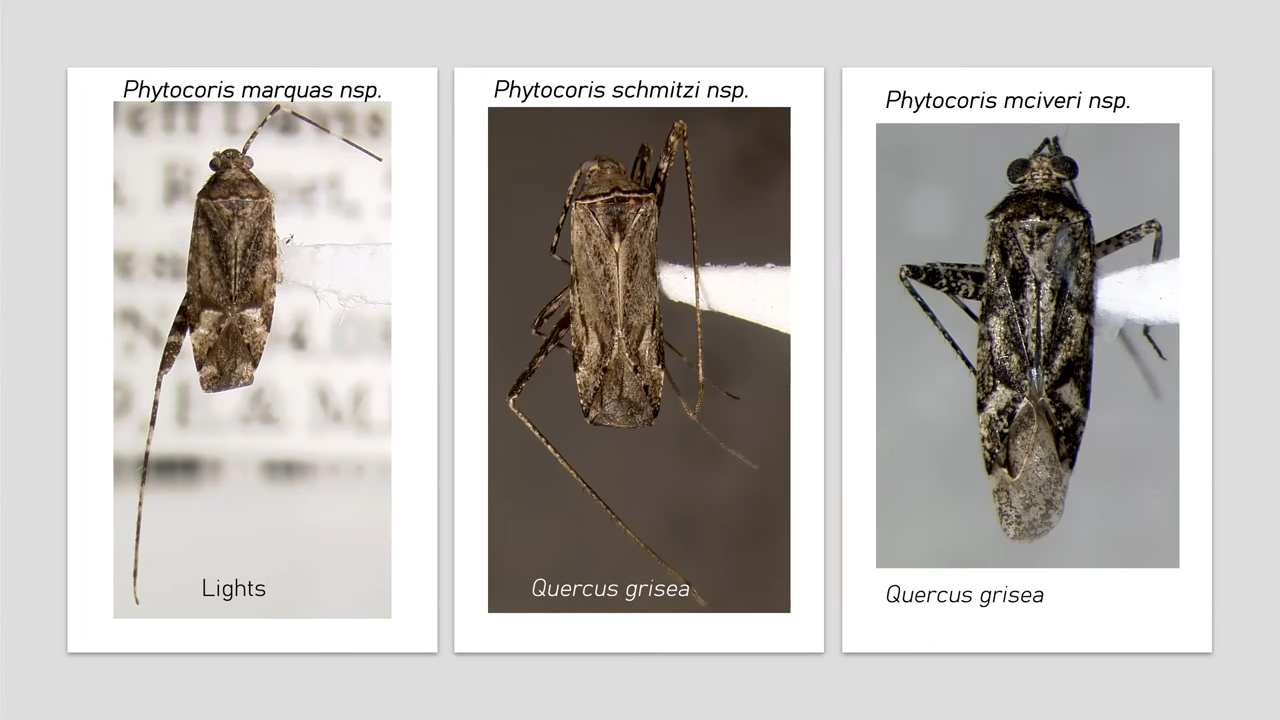 Phytocoris marquas nsp.
Phytocoris schmitzi nsp.
Phytocoris mciveri nsp.
Lights
Quercus grisea
Quercus grisea